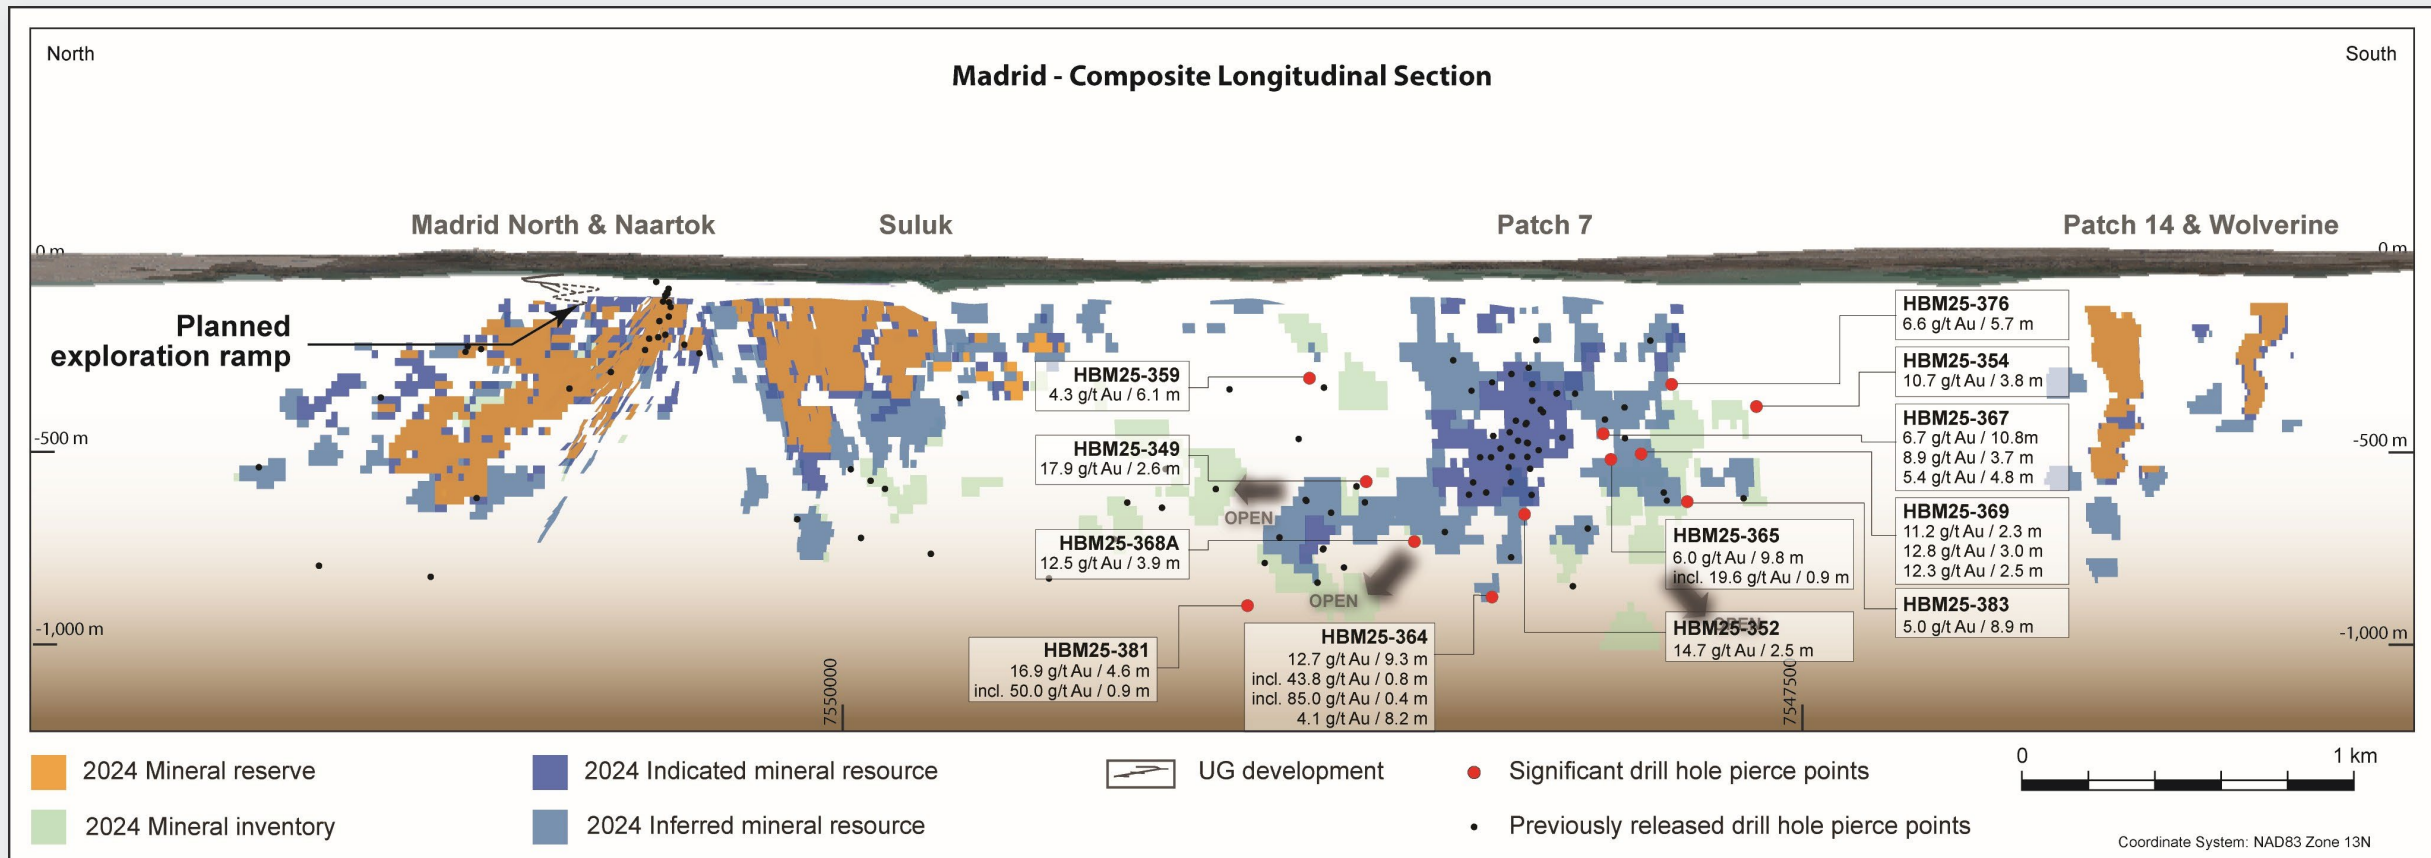 North
South
Madrid - Composite Longitudinal Section
Madrid North & Naartok
Suluk
Patch 7
Patch 14 & Wolverine
0 m
0 m
Planned
exploration ramp
-500 m
-500 m
-1,000 m
-1,000 m
HBM25-359
4.3 g/t Au / 6.1 m
HBM25-349
17.9 g/t Au / 2.6 m
HBM25-368A
12.5 g/t Au / 3.9 m
HBM25-381
16.9 g/t Au / 4.6 m
incl. 50.0 g/t Au / 0.9 m
HBM25-364
12.7 g/t Au / 9.3 m
incl. 43.8 g/t Au / 0.8 m
incl. 85.0 g/t Au / 0.4 m
4.1 g/t Au / 8.2 m
OPEN
OPEN
OPEN
HBM25-365
6.0 g/t Au / 9.8 m
incl. 19.6 g/t Au / 0.9 m
HBM25-352
14.7 g/t Au / 2.5 m
HBM25-376
6.6 g/t Au / 5.7 m
HBM25-354
10.7 g/t Au / 3.8 m
HBM25-367
6.7 g/t Au / 10.8m
8.9 g/t Au / 3.7 m
5.4 g/t Au / 4.8 m
HBM25-369
11.2 g/t Au / 2.3 m
12.8 g/t Au / 3.0 m
12.3 g/t Au / 2.5 m
HBM25-383
5.0 g/t Au / 8.9 m
7550000
7547500
2024 Mineral reserve
2024 Indicated mineral resource
UG development
Significant drill hole pierce points
0
1 km
2024 Mineral inventory
2024 Inferred mineral resource
Previously released drill hole pierce points
Coordinate System: NAD83 Zone 13N